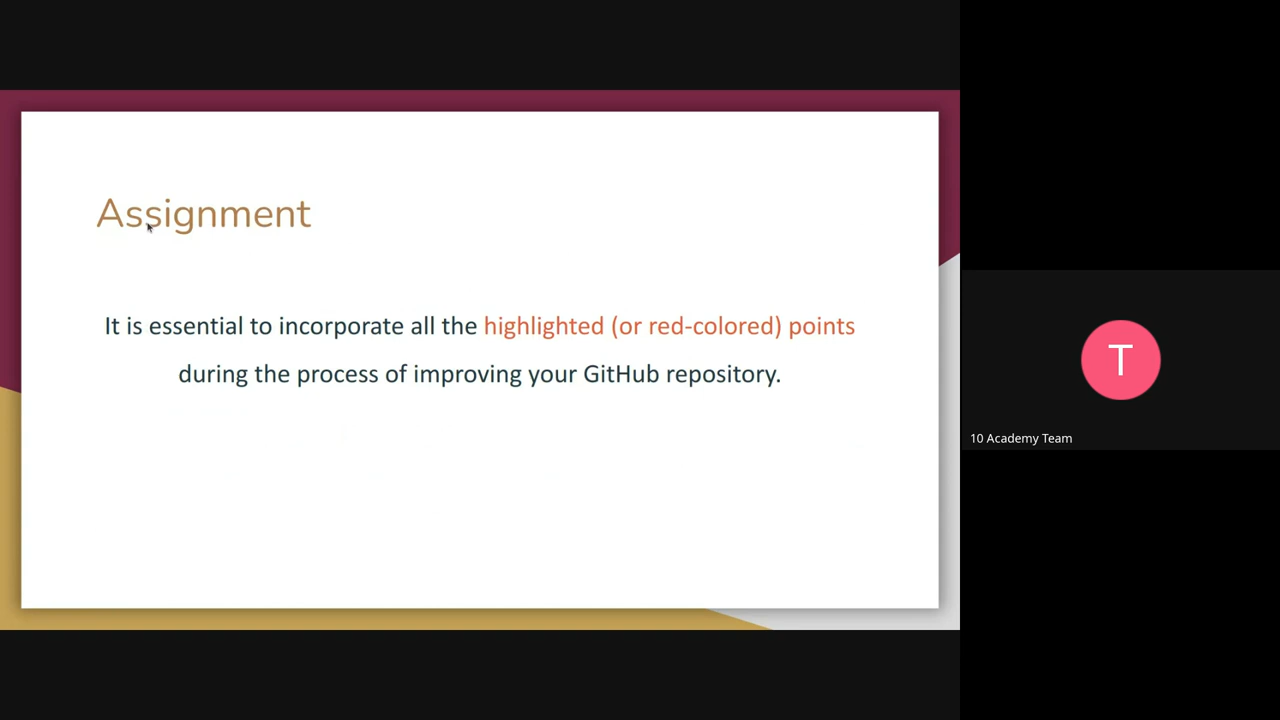 Assignment
It is essential to incorporate all the highlighted (or red-colored) points
during the process of improving your GitHub repository.
T
10 Academy Team